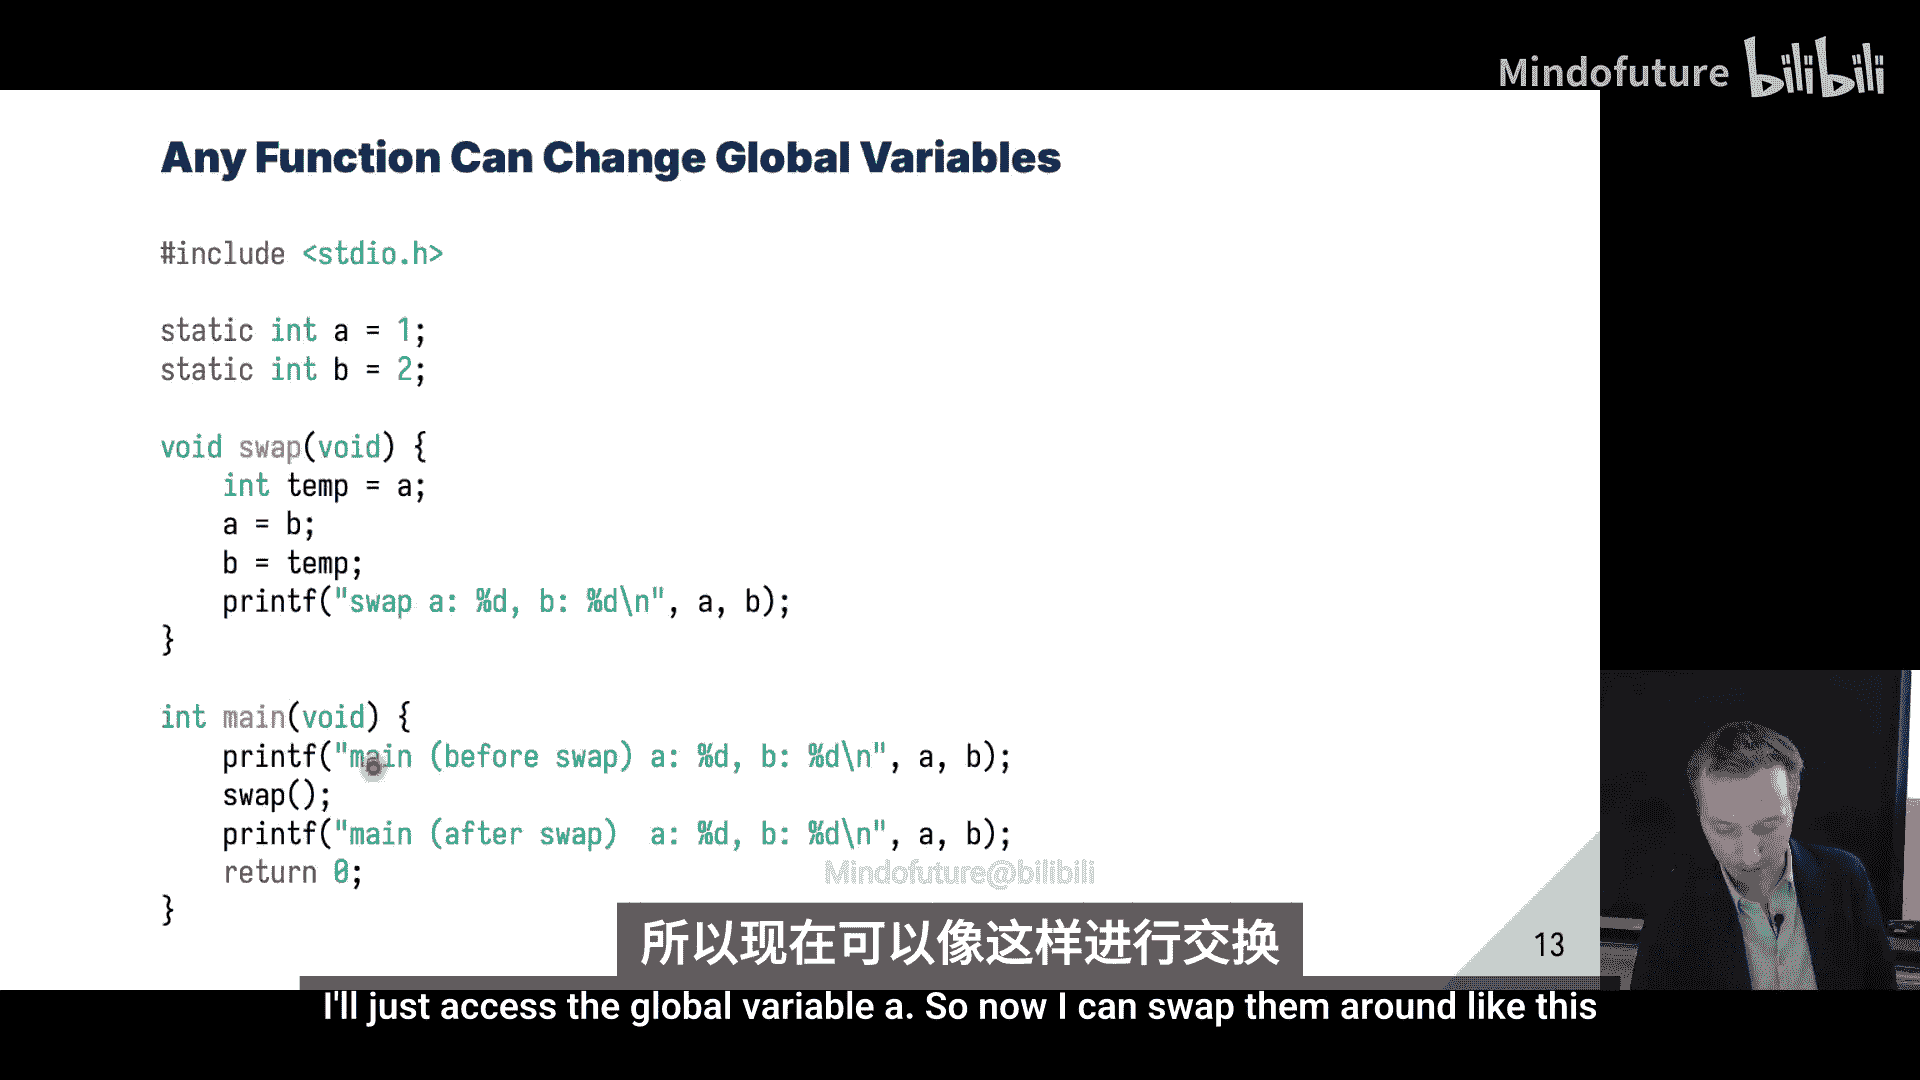 Mindofuture bilibili
Any Function Can Change Global Variables
#include <stdio.h>
static int a = 1;
static int b = 2;
void swap(void) {
    int temp = a;
    a = b;
    b = temp;
    printf("swap a: %d, b: %d\n", a, b);
}
int main(void) {
    printf("main (before swap) a: %d, b: %d\n", a, b);
    swap();
    printf("main (after swap)  a: %d, b: %d\n", a, b);
    return 0;
}
Mindofuture@bilibili
所以现在可以像这样进行交换
13
I'll just access the global variable a. So now I can swap them around like this